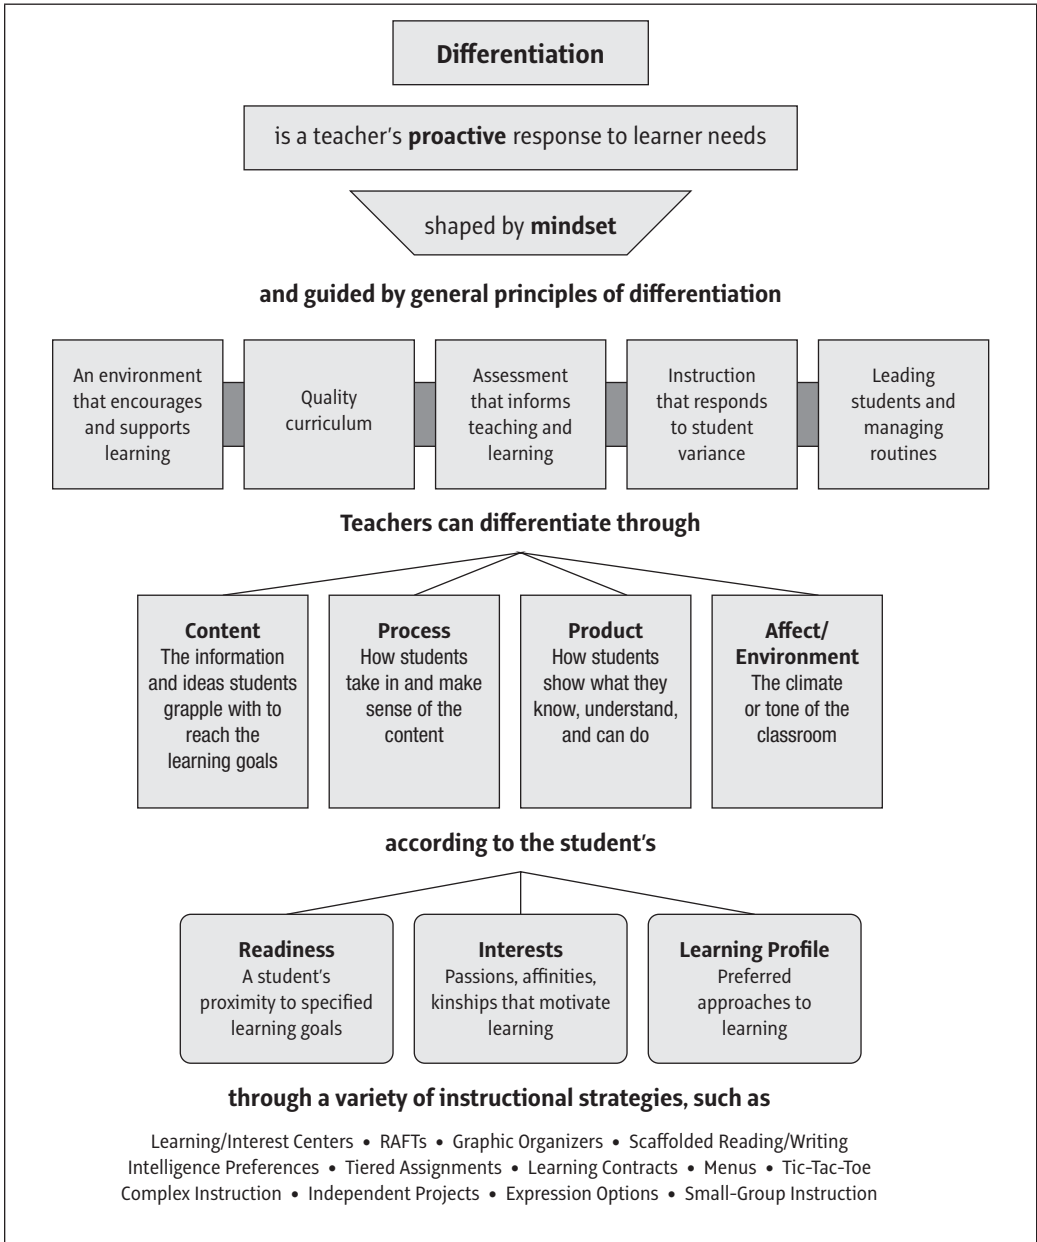 Differentiation
is a teacher's proactive response to learner needs
shaped by mindset
and guided by general principles of differentiation
An environment
that encourages
and supports
learning
Quality
curriculum
Assessment
that informs
teaching and
learning
Instruction
that responds
to student
variance
Leading
students and
managing
routines
Teachers can differentiate through
Content
The information
and ideas students
grapple with to
reach the
learning goals
Process
How students
take in and make
sense of the
content
Product
How students
show what they
know, understand,
and can do
Affect/
Environment
The climate
or tone of the
classroom
according to the student's
Readiness
A student's
proximity to specified
learning goals
Interests
Passions, affinities,
kinships that motivate
learning
Learning Profile
Preferred
approaches to
learning
through a variety of instructional strategies, such as
Learning/Interest Centers • RAFTs • Graphic Organizers • Scaffolded Reading/Writing
Intelligence Preferences • Tiered Assignments • Learning Contracts • Menus • Tic-Tac-Toe
Complex Instruction • Independent Projects • Expression Options • Small-Group Instruction